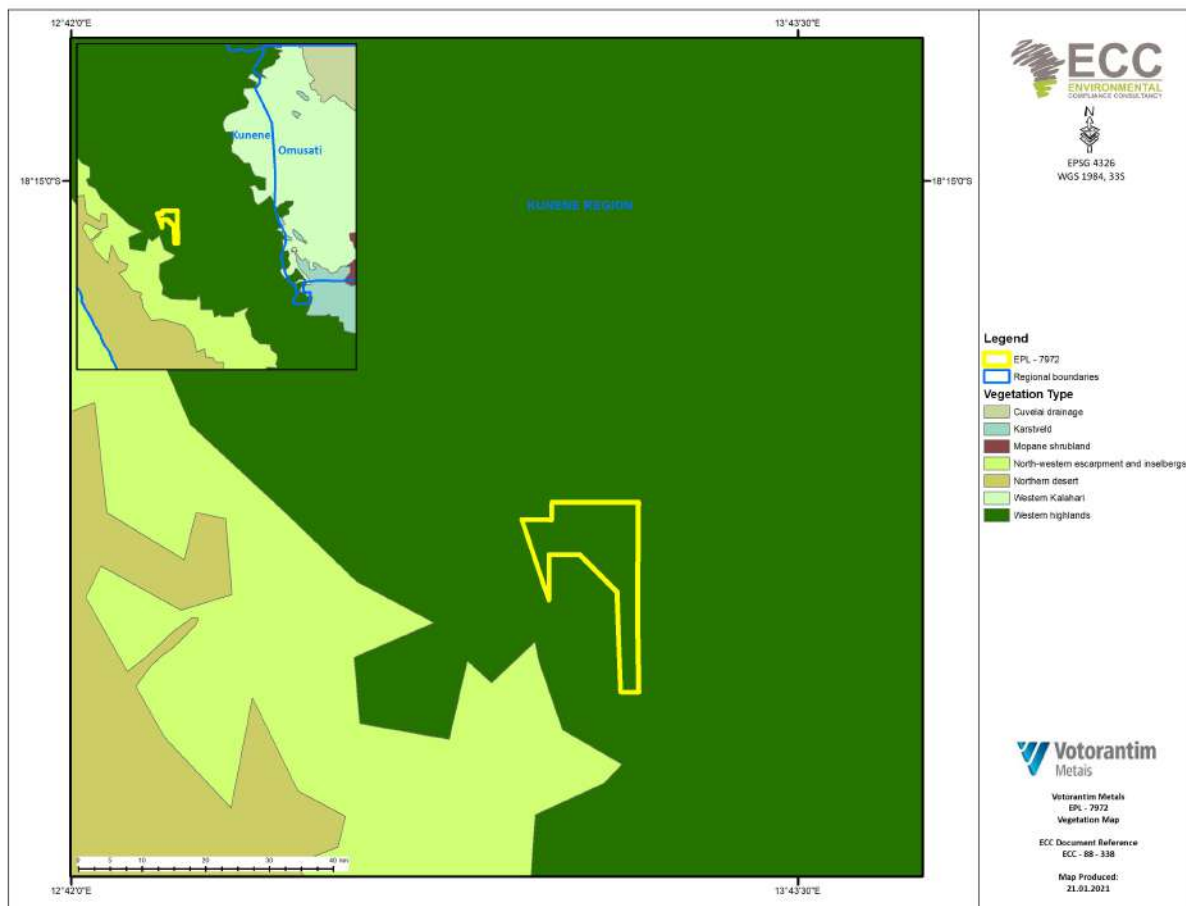 12°42'0"E
13°43'30"E
ECC
ENVIRONMENTAL
COMPLIANCE CONSULTANCY
N
EPSG 4326
WGS 1984, 33S
Kunene
Omusati
18°15'0"S
18°15'0"S
KUNENE REGION
Legend
EPL - 7972
Regional boundaries
Vegetation Type
Cuvelai drainage
Karstveld
Mopane shrubland
North-western escarpment and inselbergs
Northern desert
Western Kalahari
Western highlands
Votorantim
Metais
Votorantim Metals
EPL - 7972
Vegetation Map
ECC Document Reference
ECC - 88 - 338
Map Produced:
21.01.2021
0 5 10 20 30 40 km
12°42'0"E
13°43'30"E